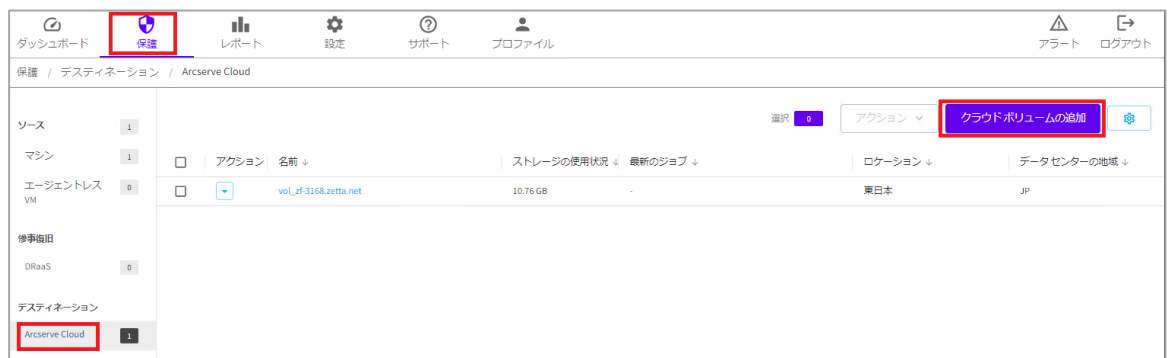 ダッシュボード 保護 レポート 設定 サポート プロファイル アラート ログアウト
保護 / デスティネーション / Arcserve Cloud
選択 0 アクション クラウドボリュームの追加
ソース 1
マシン 1
エージェントレス 0
VM
惨事復旧
DRaaS 0
デスティネーション
Arcserve Cloud 1
アクション 名前 ↓ ストレージの使用状況 ↓ 最新のジョブ ↓ ロケーション ↓ データセンターの地域 ↓
vol_zf-3168.zetta.net 10.76 GB - 東日本 JP